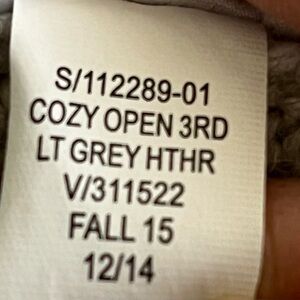 S/112289-01
COZY OPEN 3RD
LT GREY HTHR
V/311522
FALL 15
12/14